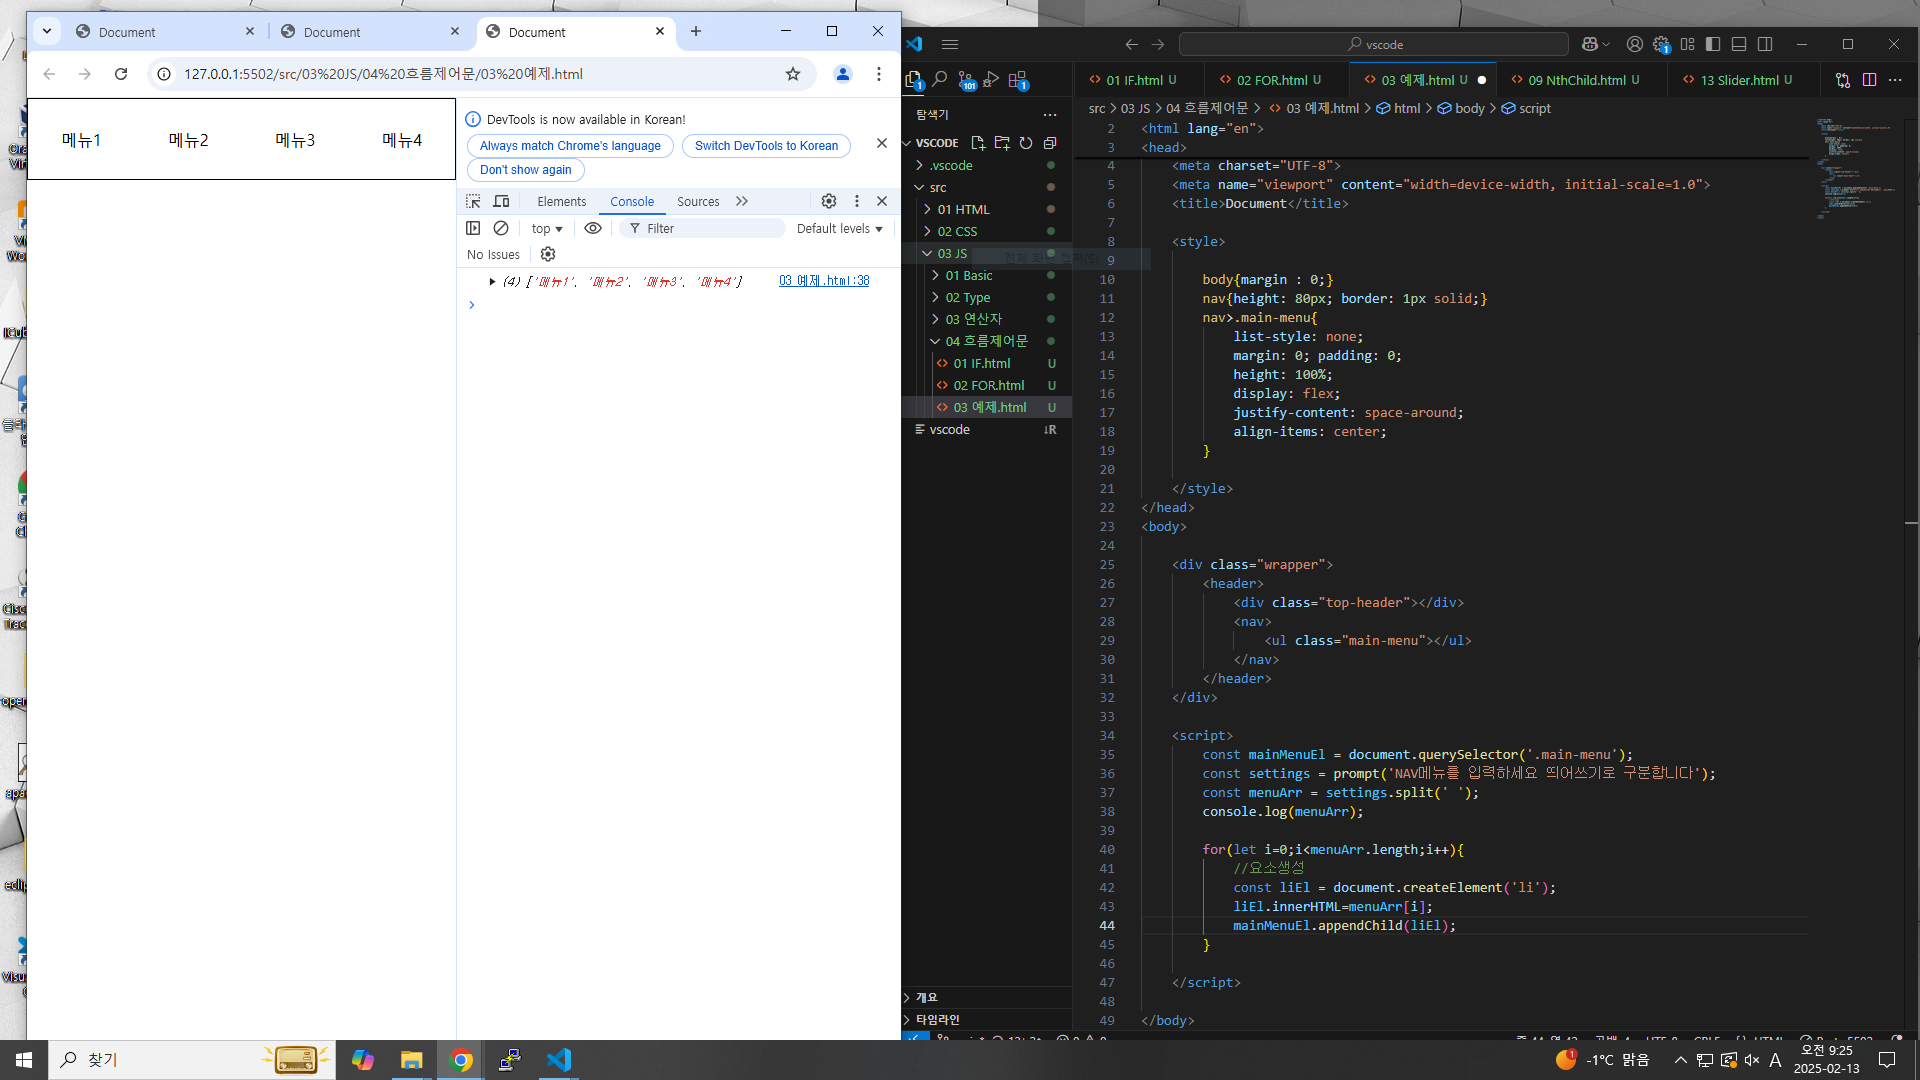 Document
Document
Document
127.0.0.1:5502/src/03%20JS/04%20흐름제어문/03%20예제.html
메뉴1 메뉴2 메뉴3 메뉴4
DevTools is now available in Korean!
Always match Chrome's language
Switch DevTools to Korean
Don't show again
Elements Console Sources
top Filter Default levels
No Issues
(4) ['메뉴1', '메뉴2', '메뉴3', '메뉴4'] 03 예제.html:38
vscode
1
101
1
1
탐색기
VSCODE
.vscode
src
01 HTML
02 CSS
03 JS
01 Basic
02 Type
03 연산자
04 흐름제어문
01 IF.html U
02 FOR.html U
03 예제.html U
vscode R
개요
타임라인
01 IF.html U
02 FOR.html U
03 예제.html U
09 NthChild.html U
13 Slider.html U
src > 03 JS > 04 흐름제어문 > 03 예제.html > html > body > script
2 <html lang="en">
3 <head>
4 <meta charset="UTF-8">
5 <meta name="viewport" content="width=device-width, initial-scale=1.0">
6 <title>Document</title>
7
8 <style>
9
10 body{margin : 0;}
11 nav{height: 80px; border: 1px solid;}
12 nav>.main-menu{
13 list-style: none;
14 margin: 0; padding: 0;
15 height: 100%;
16 display: flex;
17 justify-content: space-around;
18 align-items: center;
19 }
20
21 </style>
22 </head>
23 <body>
24
25 <div class="wrapper">
26 <header>
27 <div class="top-header"></div>
28 <nav>
29 <ul class="main-menu"></ul>
30 </nav>
31 </header>
32 </div>
33
34 <script>
35 const mainMenuEl = document.querySelector('.main-menu');
36 const settings = prompt('NAV메뉴를 입력하세요 띄어쓰기로 구분합니다');
37 const menuArr = settings.split(' ');
38 console.log(menuArr);
39
40 for(let i=0;i<menuArr.length;i++){
41 //요소생성
42 const liEl = document.createElement('li');
43 liEl.innerHTML=menuArr[i];
44 mainMenuEl.appendChild(liEl);
45 }
46
47 </script>
48
49 </body>
찾기
1
-1°C 맑음
A
오전 9:25
2025-02-13